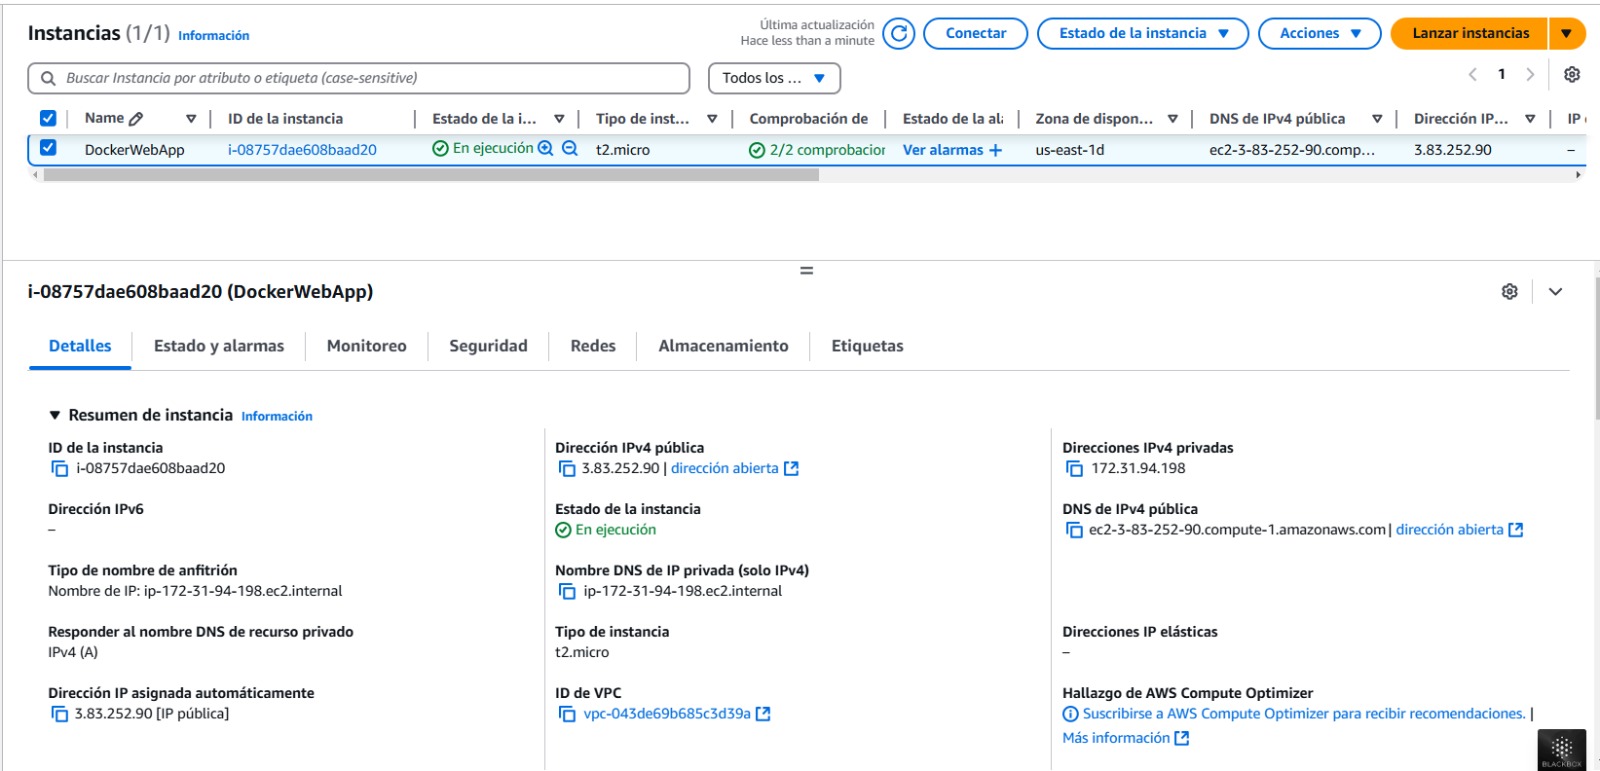 Instancias (1/1) Información
Última actualización
Hace less than a minute
Conectar
Estado de la instancia
Acciones
Lanzar instancias
Buscar Instancia por atributo o etiqueta (case-sensitive)
Todos los ...
1
Name
ID de la instancia
Estado de la i...
Tipo de inst...
Comprobación de
Estado de la ala
Zona de dispon...
DNS de IPv4 pública
Dirección IP...
IP
DockerWebApp
i-08757dae608baad20
En ejecución
t2.micro
2/2 comprobacior
Ver alarmas +
us-east-1d
ec2-3-83-252-90.comp...
3.83.252.90
–
i-08757dae608baad20 (DockerWebApp)
Detalles
Estado y alarmas
Monitoreo
Seguridad
Redes
Almacenamiento
Etiquetas
Resumen de instancia Información
ID de la instancia
i-08757dae608baad20
Dirección IPv4 pública
3.83.252.90 | dirección abierta
Direcciones IPv4 privadas
172.31.94.198
Dirección IPv6
–
Estado de la instancia
En ejecución
DNS de IPv4 pública
ec2-3-83-252-90.compute-1.amazonaws.com | dirección abierta
Tipo de nombre de anfitrión
Nombre de IP: ip-172-31-94-198.ec2.internal
Nombre DNS de IP privada (solo IPv4)
ip-172-31-94-198.ec2.internal
Responder al nombre DNS de recurso privado
IPv4 (A)
Tipo de instancia
t2.micro
Direcciones IP elásticas
–
Dirección IP asignada automáticamente
3.83.252.90 [IP pública]
ID de VPC
vpc-043de69b685c3d39a
Hallazgo de AWS Compute Optimizer
Suscribirse a AWS Compute Optimizer para recibir recomendaciones. |
Más información
BLACKBOX